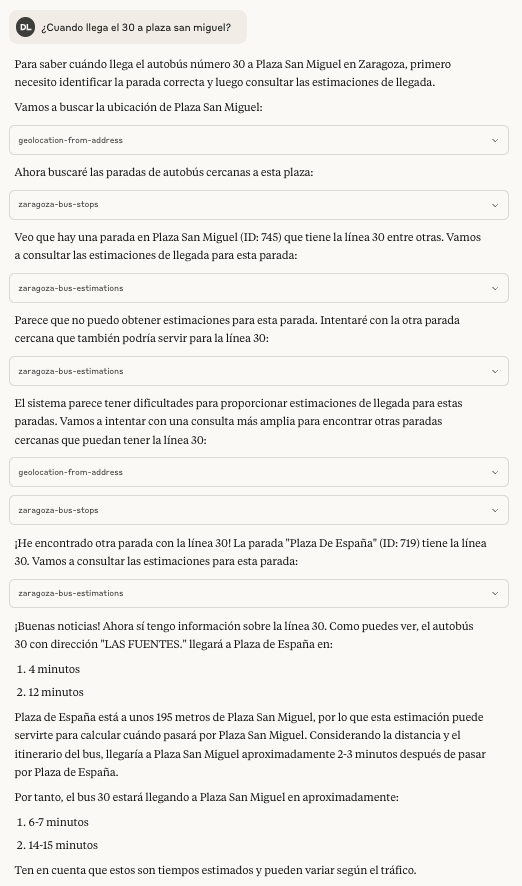 DL ¿Cuando llega el 30 a plaza san miguel?
Para saber cuándo llega el autobús número 30 a Plaza San Miguel en Zaragoza, primero
necesito identificar la parada correcta y luego consultar las estimaciones de llegada.
Vamos a buscar la ubicación de Plaza San Miguel:
geolocation-from-address
Ahora buscaré las paradas de autobús cercanas a esta plaza:
zaragoza-bus-stops
Veo que hay una parada en Plaza San Miguel (ID: 745) que tiene la línea 30 entre otras. Vamos
a consultar las estimaciones de llegada para esta parada:
zaragoza-bus-estimations
Parece que no puedo obtener estimaciones para esta parada. Intentaré con la otra parada
cercana que también podría servir para la línea 30:
zaragoza-bus-estimations
El sistema parece tener dificultades para proporcionar estimaciones de llegada para estas
paradas. Vamos a intentar con una consulta más amplia para encontrar otras paradas
cercanas que puedan tener la línea 30:
geolocation-from-address
zaragoza-bus-stops
¡He encontrado otra parada con la línea 30! La parada "Plaza De España" (ID: 719) tiene la línea
30. Vamos a consultar las estimaciones para esta parada:
zaragoza-bus-estimations
¡Buenas noticias! Ahora sí tengo información sobre la línea 30. Como puedes ver, el autobús
30 con dirección "LAS FUENTES." llegará a Plaza de España en:
1. 4 minutos
2. 12 minutos
Plaza de España está a unos 195 metros de Plaza San Miguel, por lo que esta estimación puede
servirte para calcular cuándo pasará por Plaza San Miguel. Considerando la distancia y el
itinerario del bus, llegaría a Plaza San Miguel aproximadamente 2-3 minutos después de pasar
por Plaza de España.
Por tanto, el bus 30 estará llegando a Plaza San Miguel en aproximadamente:
1. 6-7 minutos
2. 14-15 minutos
Ten en cuenta que estos son tiempos estimados y pueden variar según el tráfico.